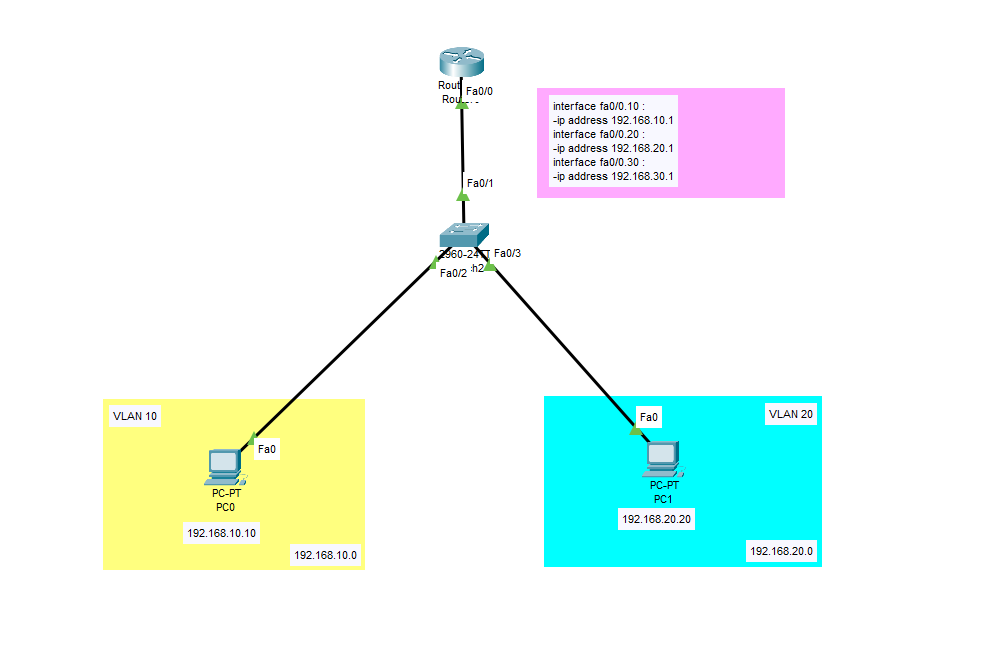 Fa0/0
interface fa0/0.10 :
-ip address 192.168.10.1
interface fa0/0.20 :
-ip address 192.168.20.1
interface fa0/0.30 :
-ip address 192.168.30.1
Fa0/1
Fa0/3
Fa0/2
VLAN 10
Fa0
PC-PT
PC0
192.168.10.10
192.168.10.0
VLAN 20
Fa0
PC-PT
PC1
192.168.20.20
192.168.20.0